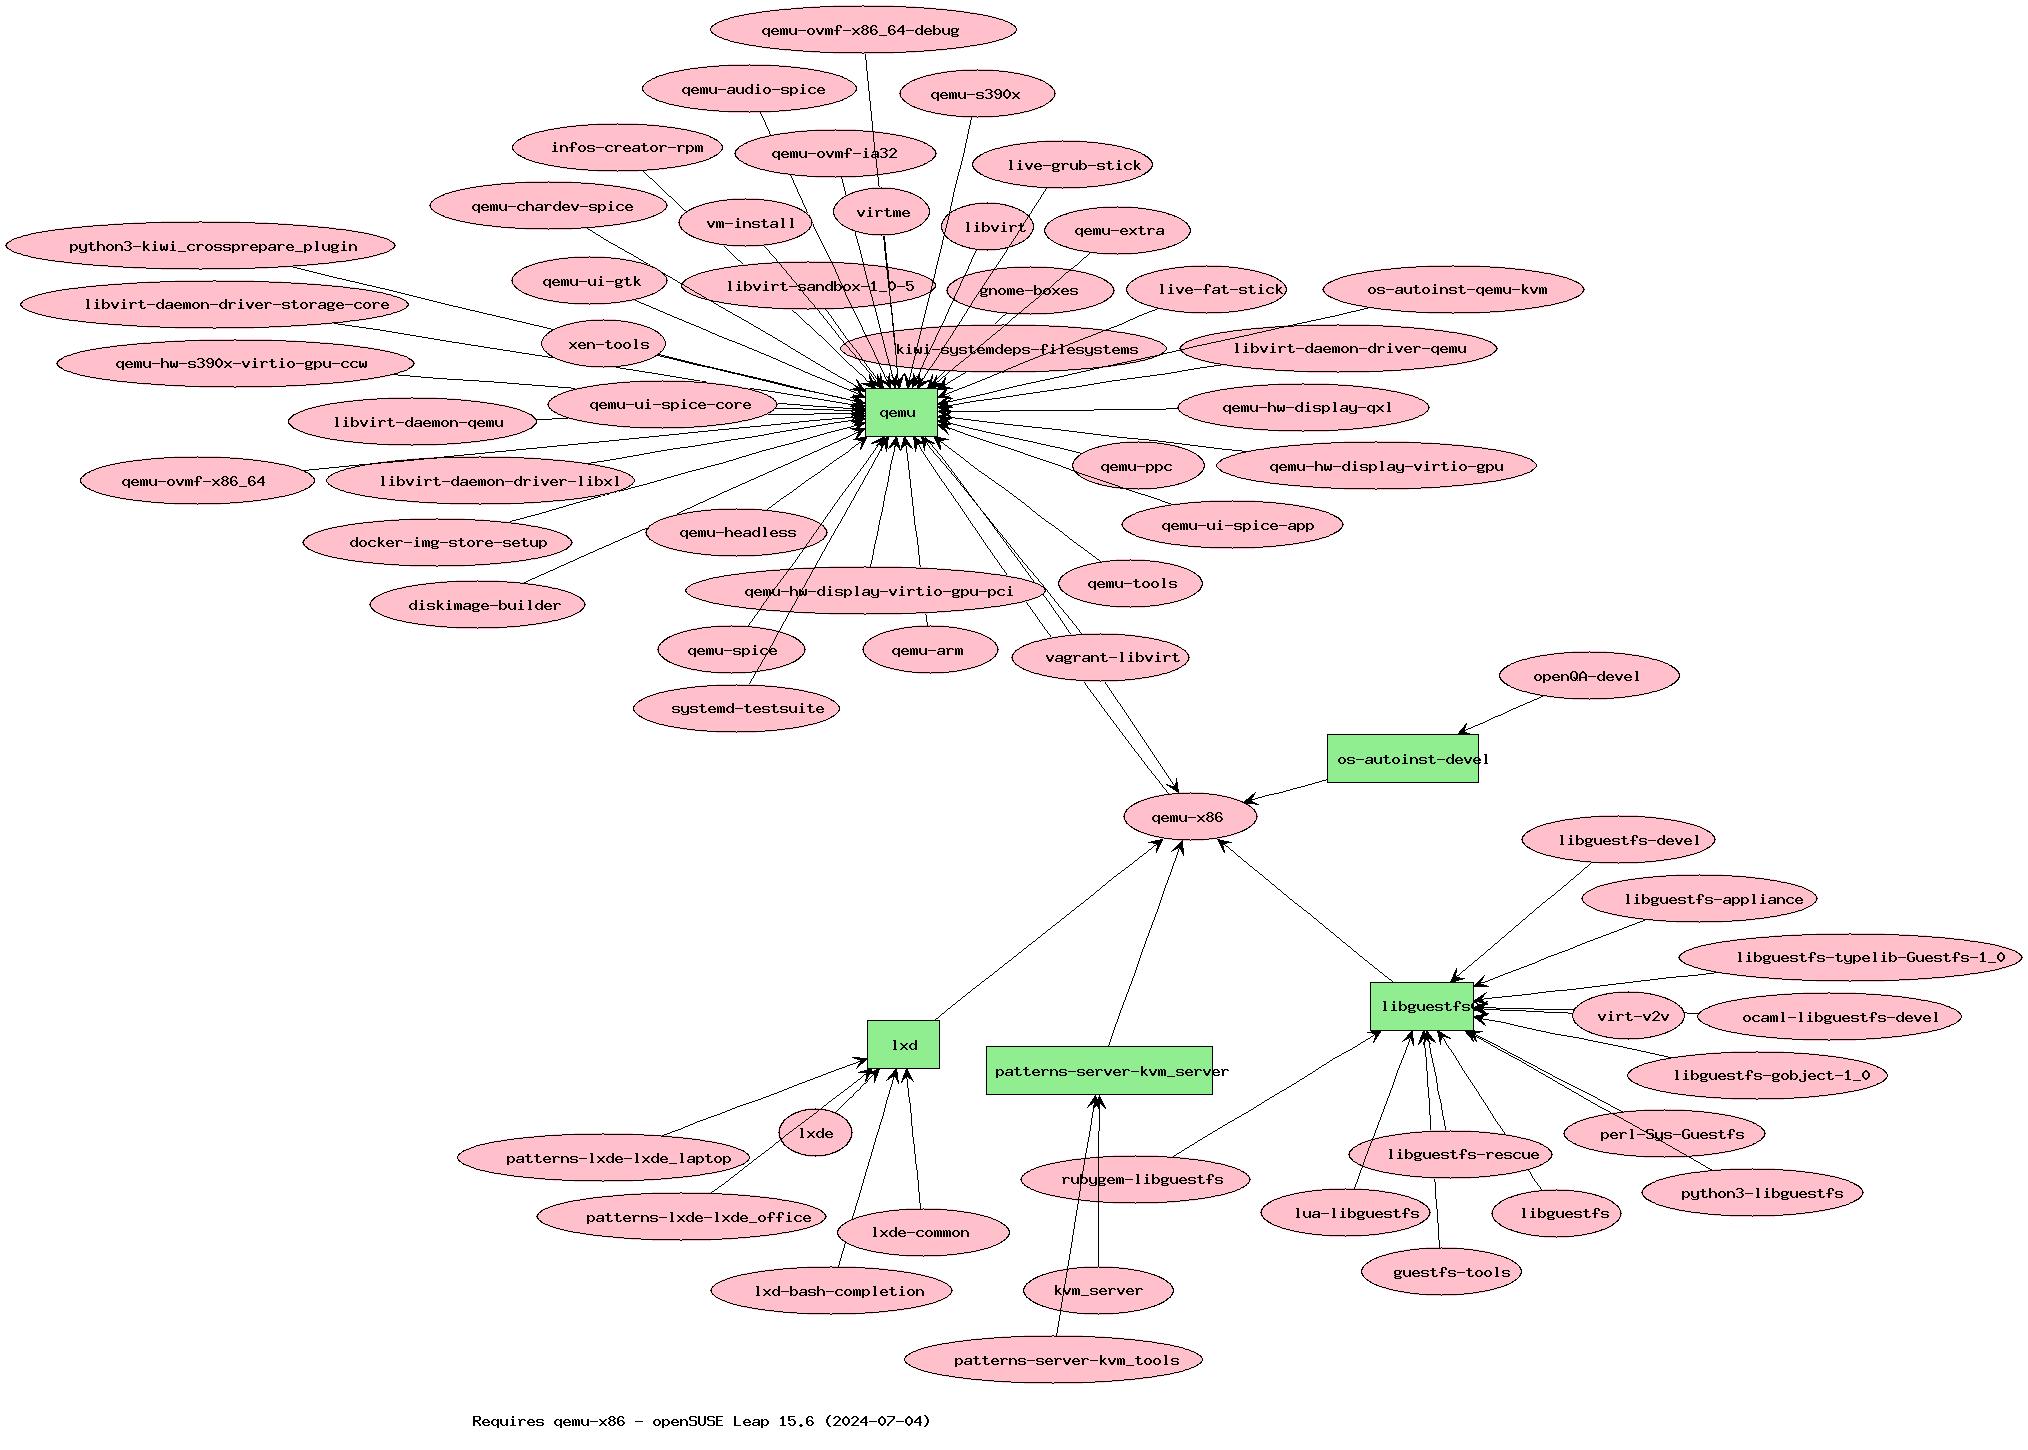 qemu-ovmf-x86_64-debug
qemu-audio-spice
qemu-s390x
infos-creator-rpm
qemu-ovmf-ia32
live-grub-stick
qemu-chardev-spice
vm-install
virtme
libvirt
qemu-extra
python3-kiwi_crossprepare_plugin
qemu-ui-gtk
libvirt-sandbox-1_0-5
gnome-boxes
live-fat-stick
os-autoinst-qemu-kvm
libvirt-daemon-driver-storage-core
xen-tools
kiwi-systemdeps-filesystems
libvirt-daemon-driver-qemu
qemu-hw-s390x-virtio-gpu-ccw
qemu-ui-spice-core
qemu
qemu-hw-display-qxl
libvirt-daemon-qemu
qemu-ovmf-x86_64
libvirt-daemon-driver-libxl
qemu-ppc
qemu-hw-display-virtio-gpu
docker-img-store-setup
qemu-headless
qemu-ui-spice-app
diskimage-builder
qemu-hw-display-virtio-gpu-pci
qemu-tools
qemu-spice
qemu-arm
vagrant-libvirt
openQA-devel
systemd-testsuite
os-autoinst-devel
qemu-x86
libguestfs-devel
libguestfs-appliance
libguestfs-typelib-Guestfs-1_0
libguestfs0
virt-v2v
ocaml-libguestfs-devel
lxd
patterns-server-kvm_server
libguestfs-gobject-1_0
lxde
perl-Sys-Guestfs
patterns-lxde-lxde_laptop
libguestfs-rescue
rubygem-libguestfs
python3-libguestfs
patterns-lxde-lxde_office
lua-libguestfs
libguestfs
lxde-common
guestfs-tools
lxd-bash-completion
kvm_server
patterns-server-kvm_tools
Requires qemu-x86 - openSUSE Leap 15.6 (2024-07-04)